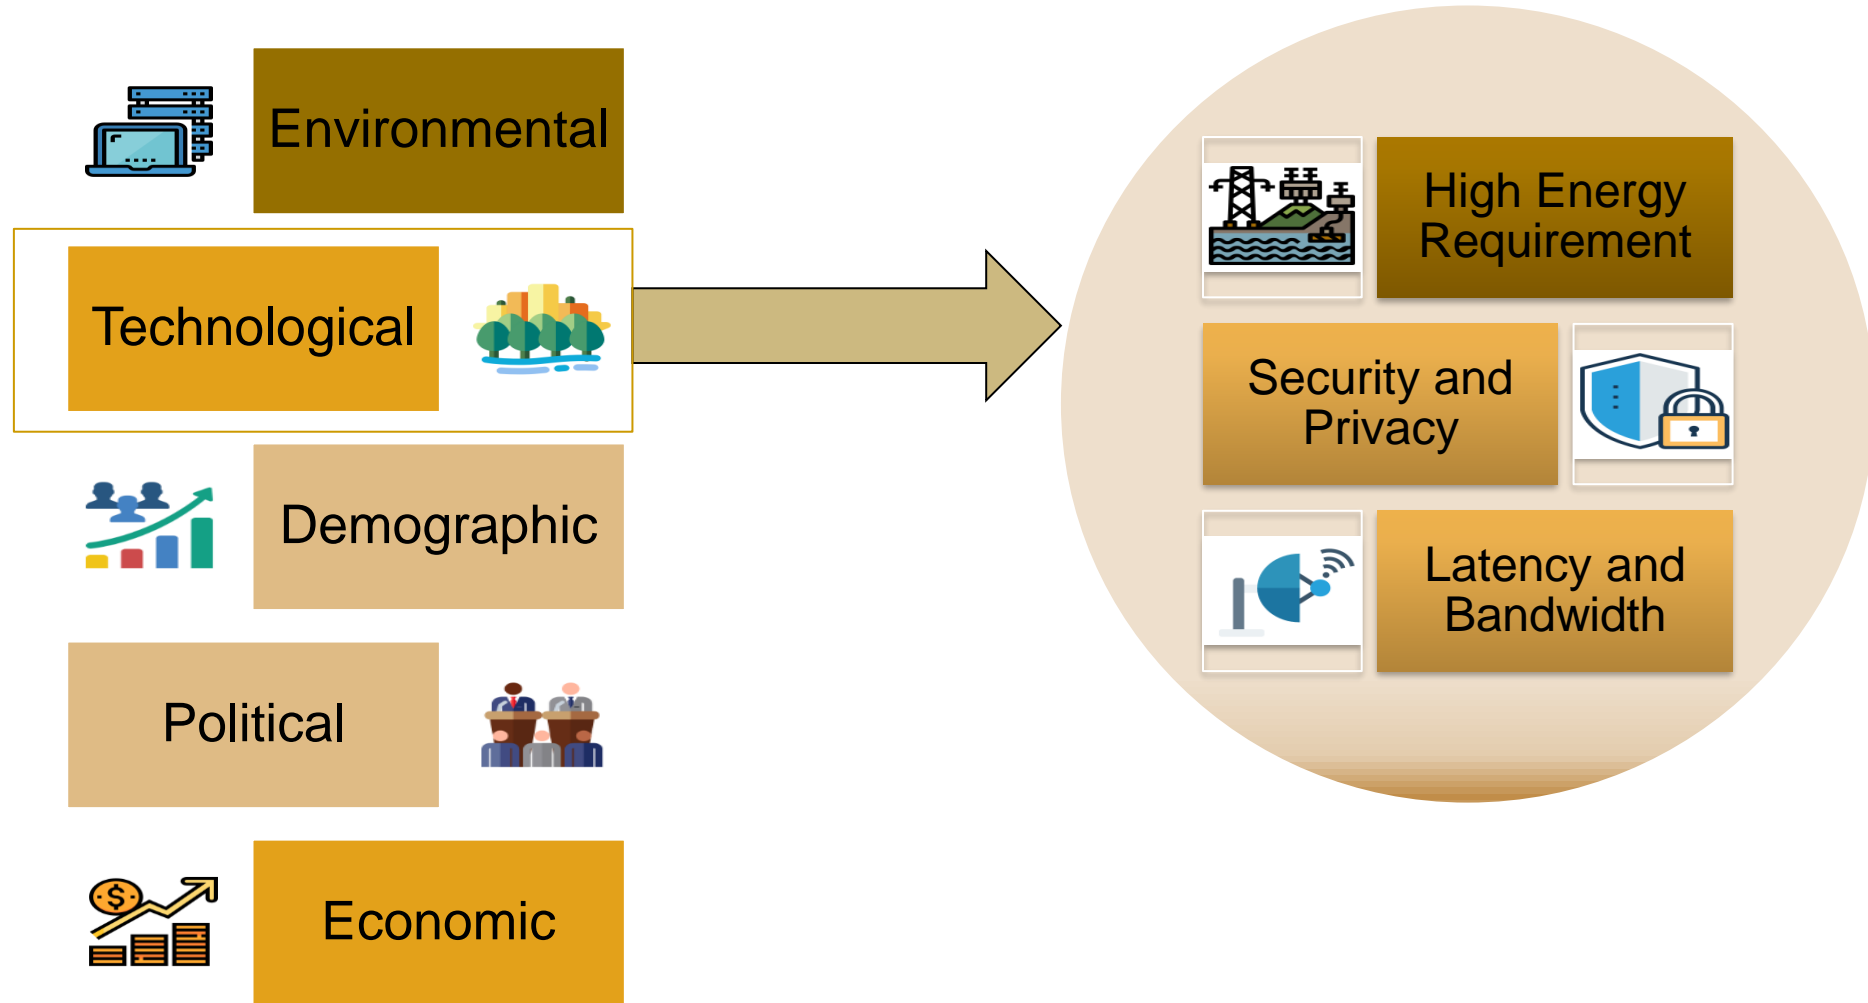 Environmental
Technological
Demographic
Political
Economic
High Energy
Requirement
Security and
Privacy
Latency and
Bandwidth